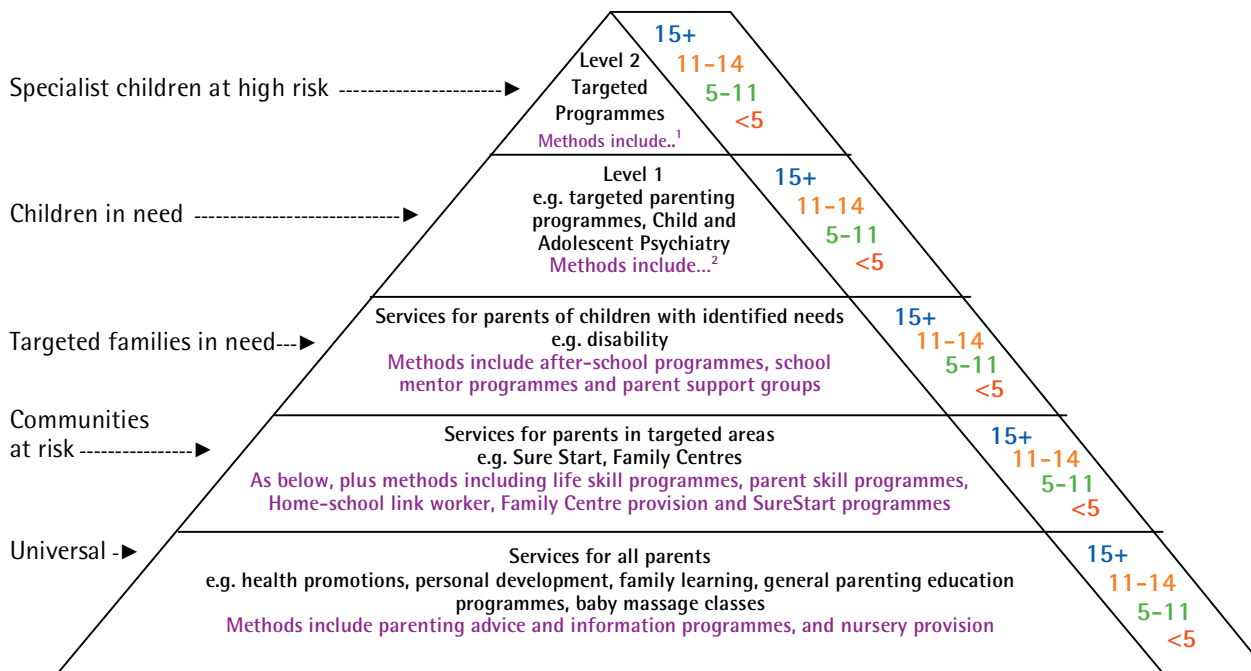 Specialist children at high risk
Level 2
Targeted
Programmes
Methods include..¹
15+
11-14
5-11
<5
Children in need
Level 1
e.g. targeted parenting
programmes, Child and
Adolescent Psychiatry
Methods include...²
15+
11-14
5-11
<5
Targeted families in need
Services for parents of children with identified needs
e.g. disability
Methods include after-school programmes, school
mentor programmes and parent support groups
15+
11-14
5-11
<5
Communities
at risk
Services for parents in targeted areas
e.g. Sure Start, Family Centres
As below, plus methods including life skill programmes, parent skill programmes,
Home-school link worker, Family Centre provision and SureStart programmes
15+
11-14
5-11
<5
Universal
Services for all parents
e.g. health promotions, personal development, family learning, general parenting education
programmes, baby massage classes
Methods include parenting advice and information programmes, and nursery provision
15+
11-14
5-11
<5